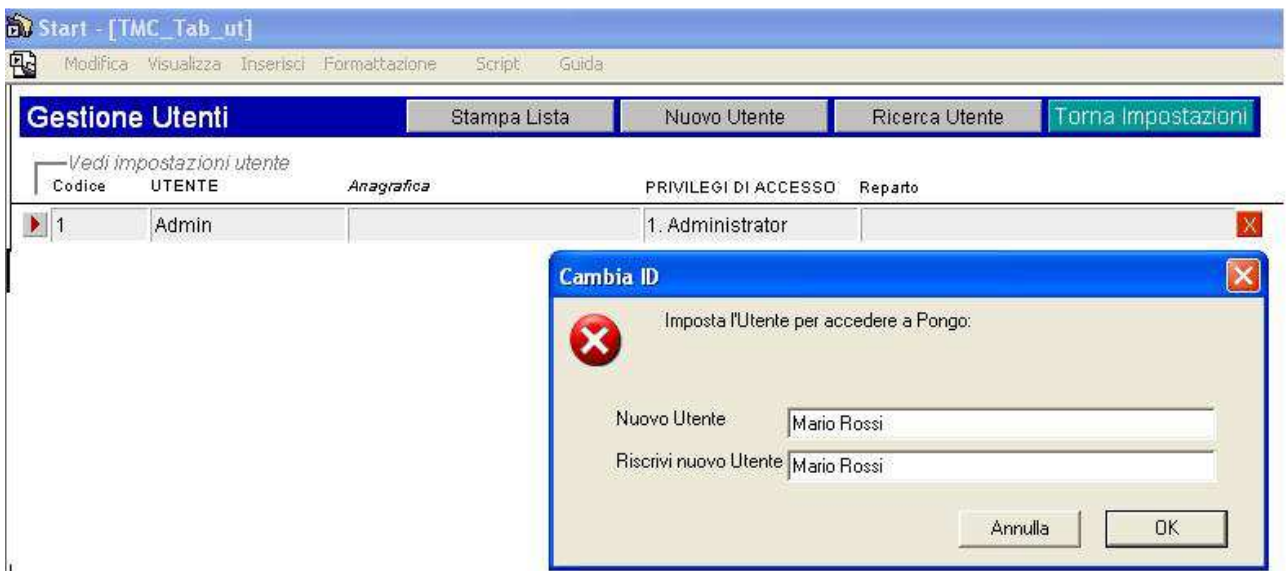 Start - [TMC_Tab_ut]
Modifica Visualizza Inserisci Formattazione Script Guida
Gestione Utenti Stampa Lista Nuovo Utente Ricerca Utente Torna Impostazioni
Vedi impostazioni utente
Codice UTENTE Anagrafica PRIVILEGI DI ACCESSO Reparto
1 Admin 1. Administrator X
Cambia ID
Imposta l'Utente per accedere a Pongo:
Nuovo Utente Mario Rossi
Riscrivi nuovo Utente Mario Rossi
Annulla OK